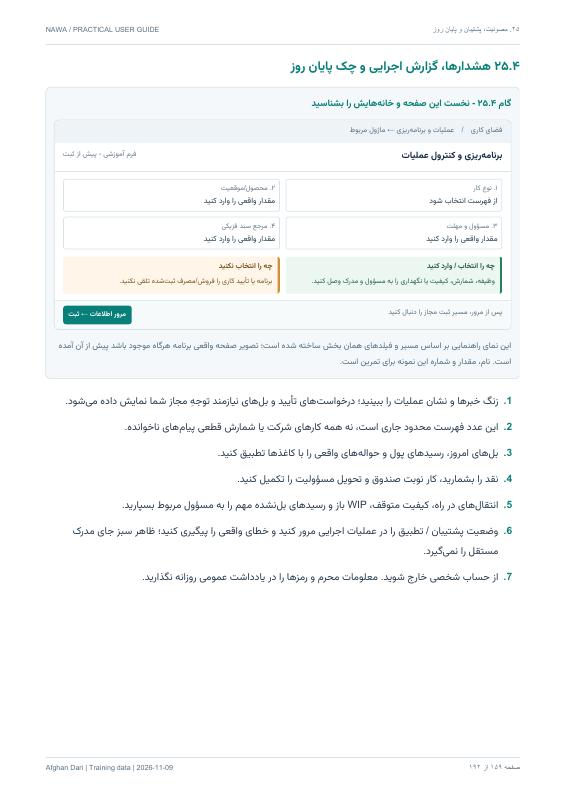 NAWA / PRACTICAL USER GUIDE
۲۵. مصونیت، پشتیبان و پایان روز
۲۵.۴ هشدارها، گزارش اجرایی و چک پایان روز
گام ۲۵.۴ - نخست این صفحه و خانه‌هایش را بشناسید
فضای کاری / عملیات و برنامه‌ریزی ← ماژول مربوط
برنامه‌ریزی و کنترول عملیات
فرم آموزشی - پیش از ثبت
۱. نوع کار
از فهرست انتخاب شود
۲. محصول/موقعیت
مقدار واقعی را وارد کنید
۳. مسؤول و مهلت
مقدار واقعی را وارد کنید
۴. مرجع سند فزیکی
مقدار واقعی را وارد کنید
چه را انتخاب / وارد کنید
وظیفه، شمارش، کیفیت یا نگهداری را به مسؤول و مدرک وصل کنید.
چه را انتخاب نکنید
برنامه یا تأیید کاری را فروش/مصرف ثبت‌شده تلقی نکنید.
پس از مرور، مسیر ثبت مجاز را دنبال کنید
مرور اطلاعات ← ثبت
این نمای راهنمایی بر اساس مسیر و فیلدهای همان بخش ساخته شده است؛ تصویر صفحه واقعی برنامه هرگاه موجود باشد پیش از آن آمده
است. نام، مقدار و شماره این نمونه برای تمرین است.
1. زنگ خبرها و نشان عملیات را ببینید؛ درخواست‌های تأیید و بل‌های نیازمند توجهِ مجاز شما نمایش داده می‌شود.
2. این عدد فهرست محدود جاری است، نه همه کارهای شرکت یا شمارش قطعی پیام‌های ناخوانده.
3. بل‌های امروز، رسیدهای پول و حواله‌های واقعی را با کاغذها تطبیق کنید.
4. نقد را بشمارید، کار نوبت صندوق و تحویل مسؤولیت را تکمیل کنید.
5. انتقال‌های در راه، کیفیت متوقف، WIP باز و رسیدهای بل‌نشده مهم را به مسؤول مربوط بسپارید.
6. وضعیت پشتیبان / تطبیق را در عملیات اجرایی مرور کنید و خطای واقعی را پیگیری کنید؛ ظاهر سبز جای مدرک
مستقل را نمی‌گیرد.
7. از حساب شخصی خارج شوید. معلومات محرم و رمزها را در یادداشت عمومی روزانه نگذارید.
Afghan Dari | Training data | 2026-11-09
صفحه ۱۵۹ از ۱۹۲